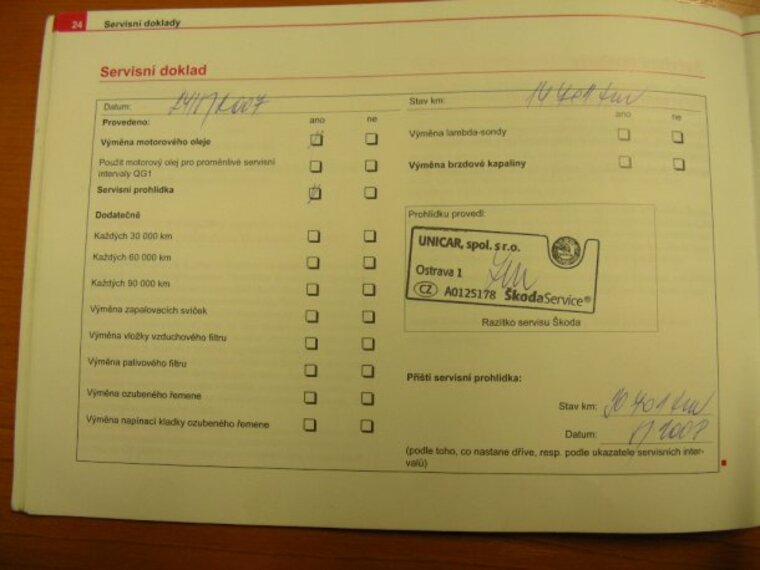 24 Servisní doklady
Servisní doklad
Datum:
Provedeno: ano ne
Výměna motorového oleje
Použit motorový olej pro proměnlivé servisní
intervaly QG1
Servisní prohlídka
Dodatečně
Každých 30 000 km
Každých 60 000 km
Každých 90 000 km
Výměna zapalovacích svíček
Výměna vložky vzduchového filtru
Výměna palivového filtru
Výměna ozubeného řemene
Výměna napínací kladky ozubeného řemene
Stav km: km
ano ne
Výměna lambda-sondy
Výměna brzdové kapaliny
Prohlídku provedl:
UNICAR, spol. s r.o.
Ostrava 1
CZ A0125178 ŠkodaService®
Razítko servisu Škoda
Příští servisní prohlídka:
Stav km: km
Datum:
(podle toho, co nastane dříve, resp. podle ukazatele servisních inter-
valů)